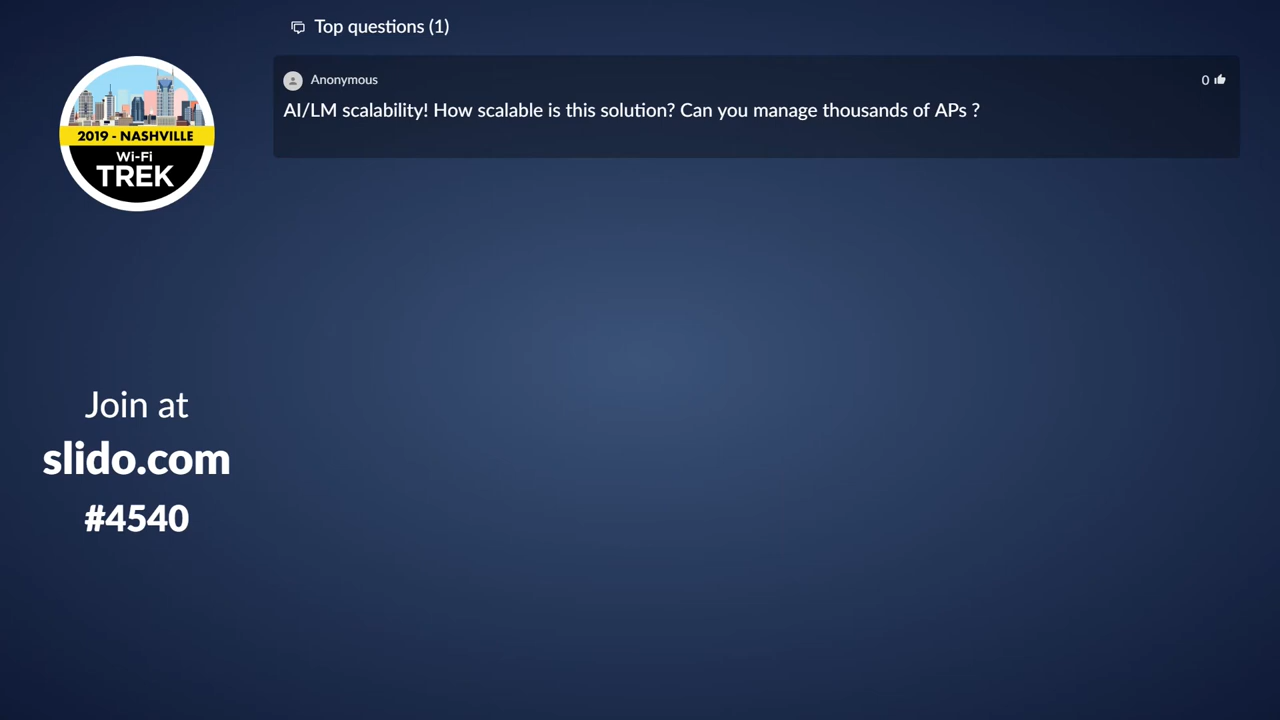 Top questions (1)
2019 - NASHVILLE
Wi-Fi
TREK
Anonymous
0
AI/LM scalability! How scalable is this solution? Can you manage thousands of APs ?
Join at
slido.com
#4540